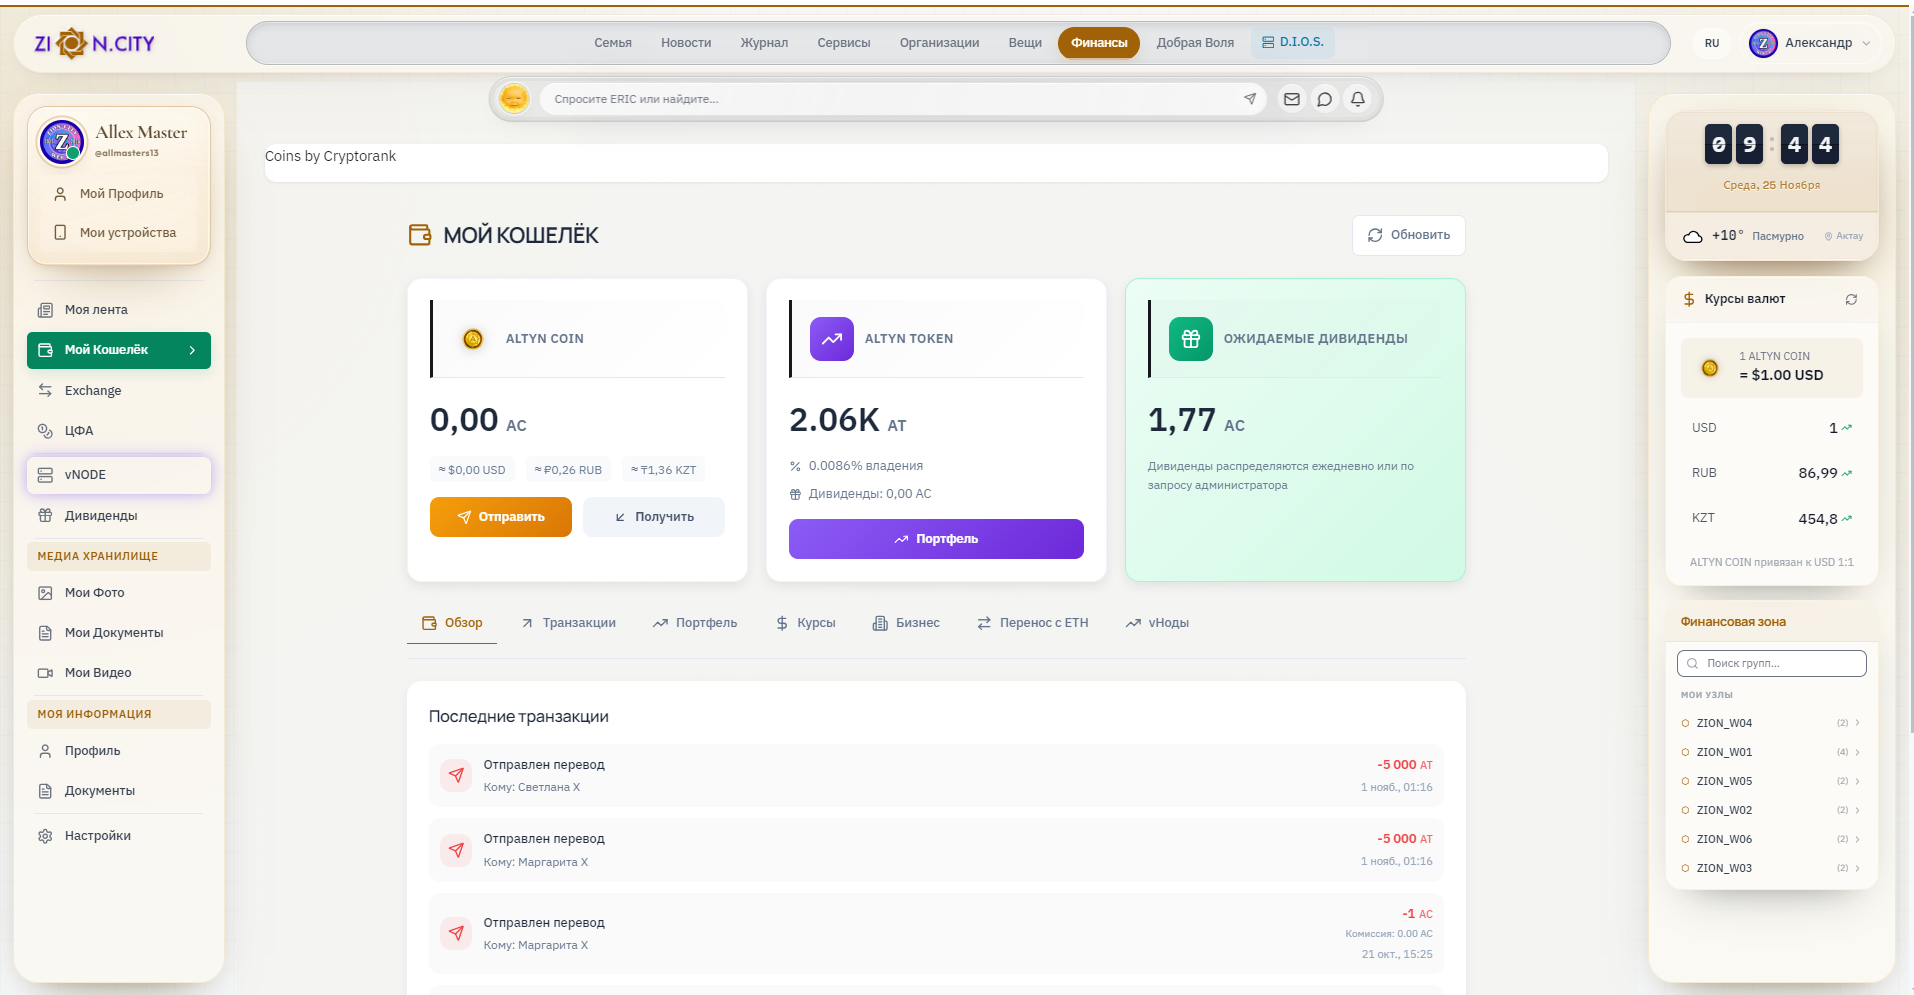 ZION.CITY
Семья
Новости
Журнал
Сервисы
Организации
Вещи
Финансы
Добрая Воля
D.I.O.S.
RU
Александр
Спросите ERIC или найдите...
Allex Master
@allmasters13
Мой Профиль
Мои устройства
Моя лента
Мой Кошелёк
Exchange
ЦФА
vNODE
Дивиденды
МЕДИА ХРАНИЛИЩЕ
Мои Фото
Мои Документы
Мои Видео
МОЯ ИНФОРМАЦИЯ
Профиль
Документы
Настройки
Coins by Cryptorank
МОЙ КОШЕЛЁК
Обновить
ALTYN COIN
0,00 AC
≈ $0,00 USD
≈ ₽0,26 RUB
≈ ₸1,36 KZT
Отправить
Получить
ALTYN TOKEN
2.06K AT
0.0086% владения
Дивиденды: 0,00 AC
Портфель
ОЖИДАЕМЫЕ ДИВИДЕНДЫ
1,77 AC
Дивиденды распределяются ежедневно или по
запросу администратора
Обзор
Транзакции
Портфель
Курсы
Бизнес
Перенос с ETH
vНоды
Последние транзакции
Отправлен перевод
-5 000 AT
Кому: Светлана Х
1 нояб., 01:16
Отправлен перевод
-5 000 AT
Кому: Маргарита Х
1 нояб., 01:16
Отправлен перевод
-1 AC
Комиссия: 0.00 AC
Кому: Маргарита Х
21 окт., 15:25
09:44
Среда, 25 Ноября
+10° Пасмурно
Актау
Курсы валют
1 ALTYN COIN
= $1.00 USD
USD 1
RUB 86,99
KZT 454,8
ALTYN COIN привязан к USD 1:1
Финансовая зона
Поиск групп...
МОИ УЗЛЫ
ZION_W04 (2)
ZION_W01 (4)
ZION_W05 (2)
ZION_W02 (2)
ZION_W06 (2)
ZION_W03 (2)